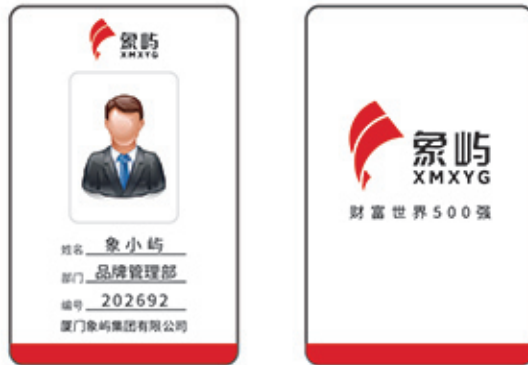 象屿
XMXYG
姓名 象小屿
部门 品牌管理部
编号 202692
厦门象屿集团有限公司
象屿
XMXYG
财富世界500强